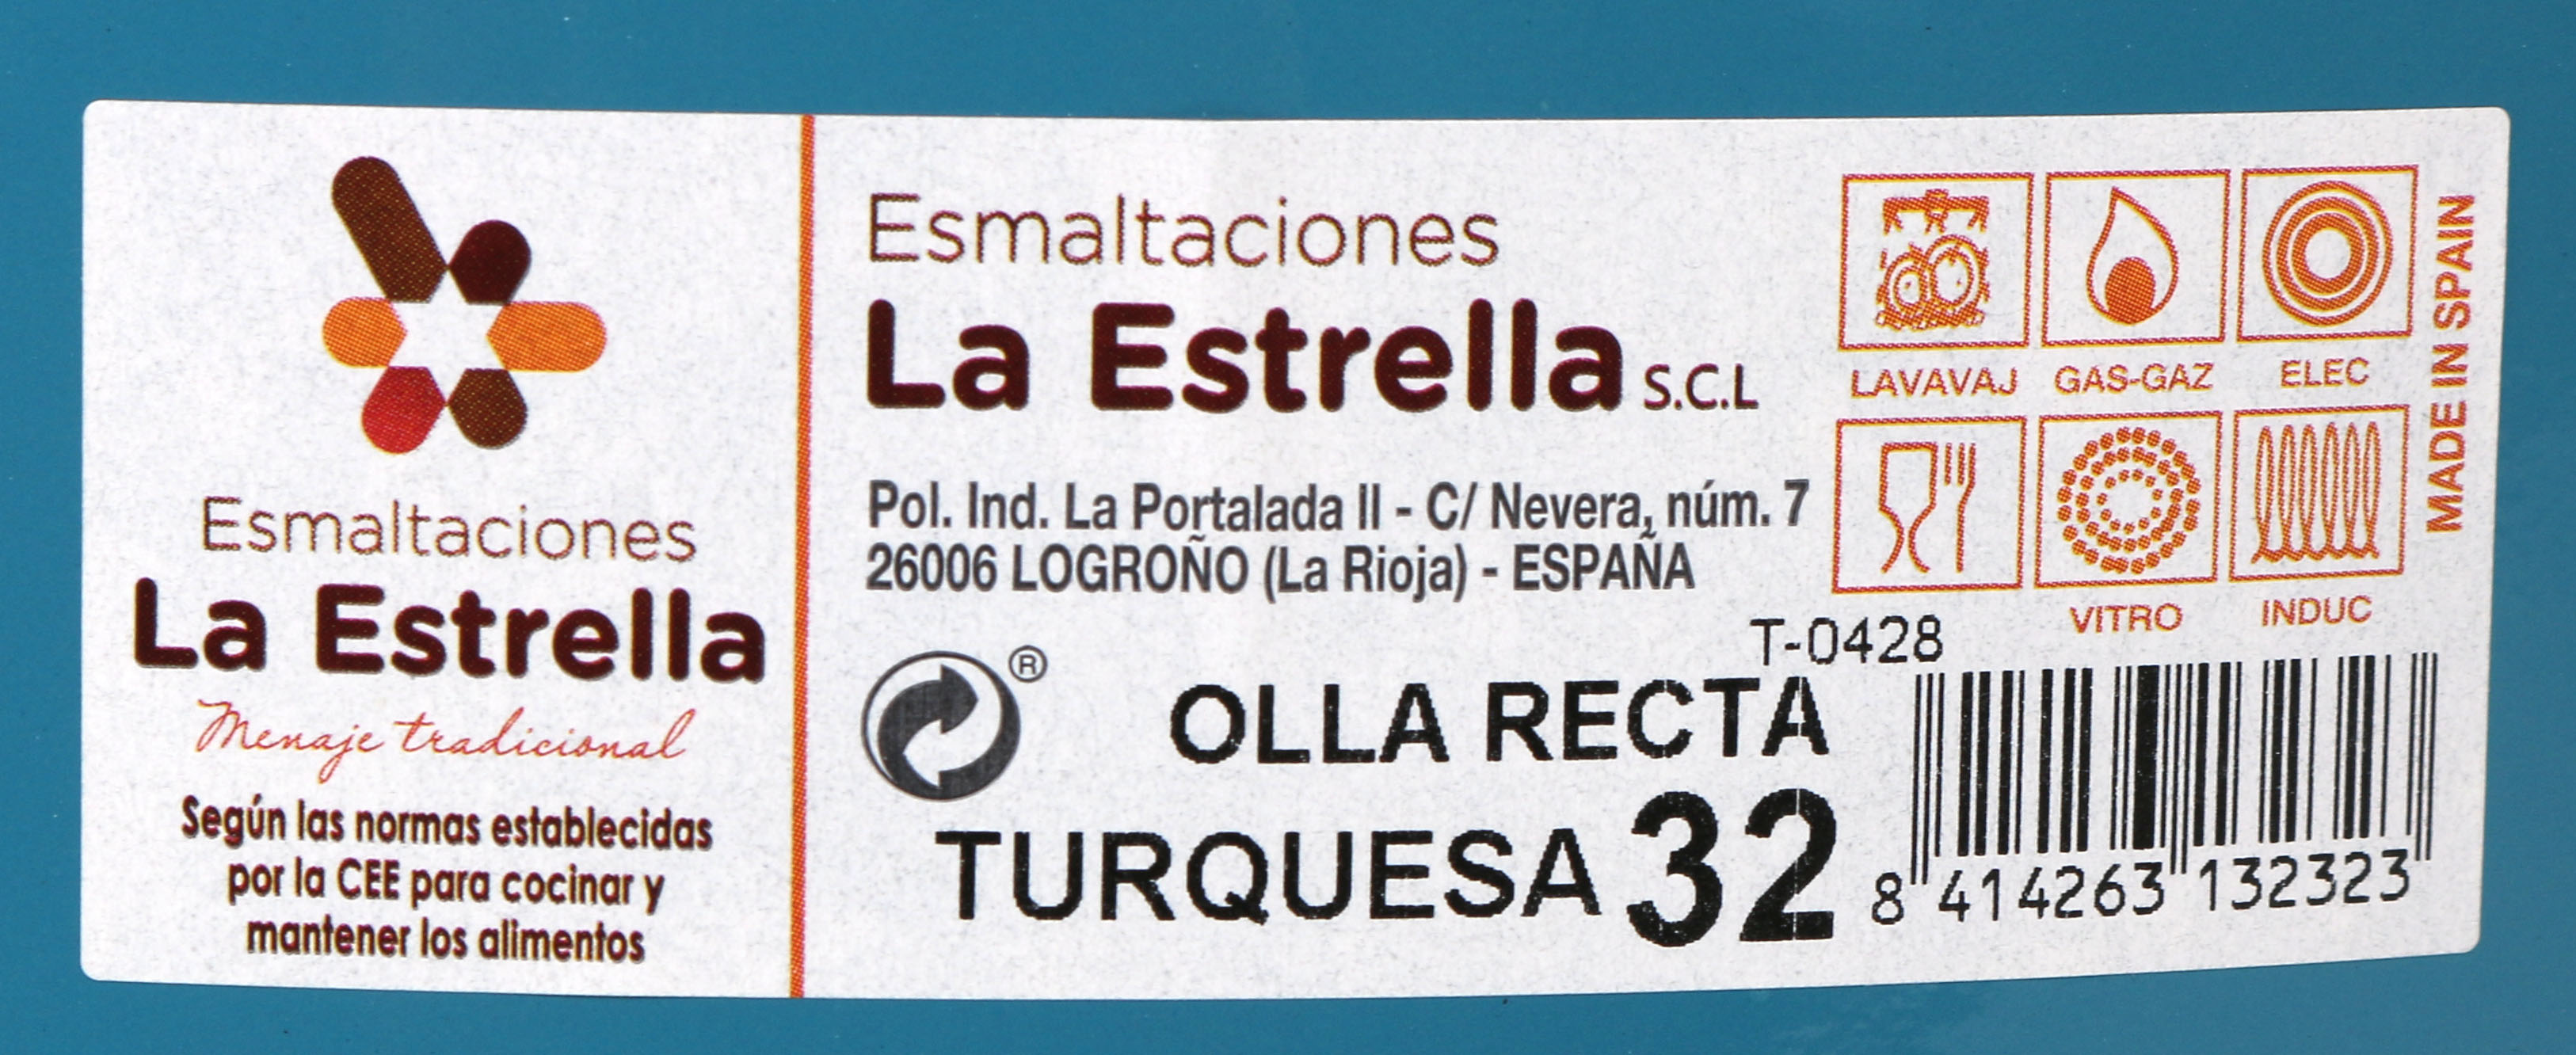 Esmaltaciones
La Estrella
Menaje tradicional
Según las normas establecidas
por la CEE para cocinar y
mantener los alimentos
Esmaltaciones
La Estrella S.C.L
Pol. Ind. La Portalada II - C/ Nevera, núm. 7
26006 LOGROÑO (La Rioja) - ESPAÑA
®
OLLA RECTA
TURQUESA 32
LAVAVAJ GAS-GAZ ELEC
VITRO INDUC
MADE IN SPAIN
T-0428
8 414263 132323